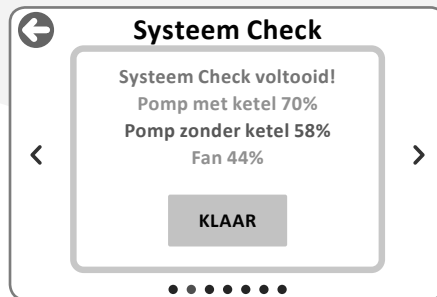 Systeem Check
Systeem Check voltooid!
Pomp met ketel 70%
Pomp zonder ketel 58%
Fan 44%
KLAAR